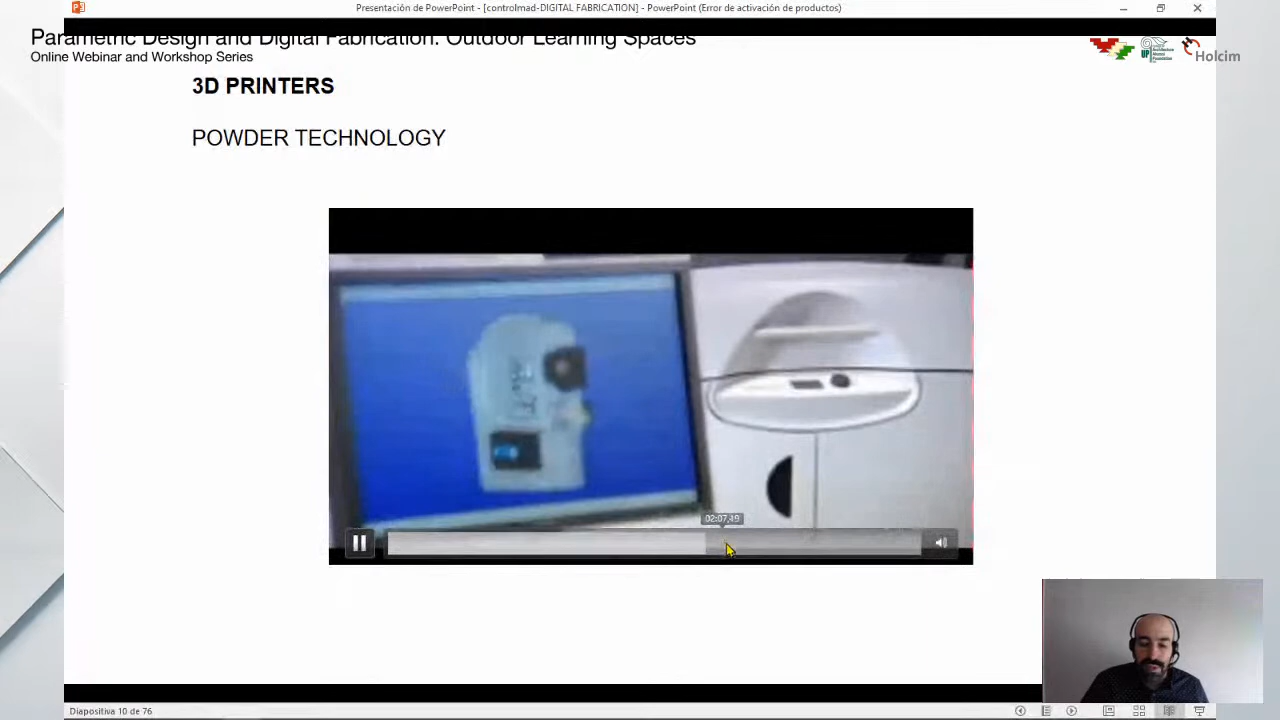 Presentación de PowerPoint - [controlmad-DIGITAL FABRICATION] - PowerPoint (Error de activación de productos)
Parametric Design and Digital Fabrication: Outdoor Learning Spaces
Online Webinar and Workshop Series
UP
Holcim
3D PRINTERS
POWDER TECHNOLOGY
02:07,49
Diapositiva 10 de 76